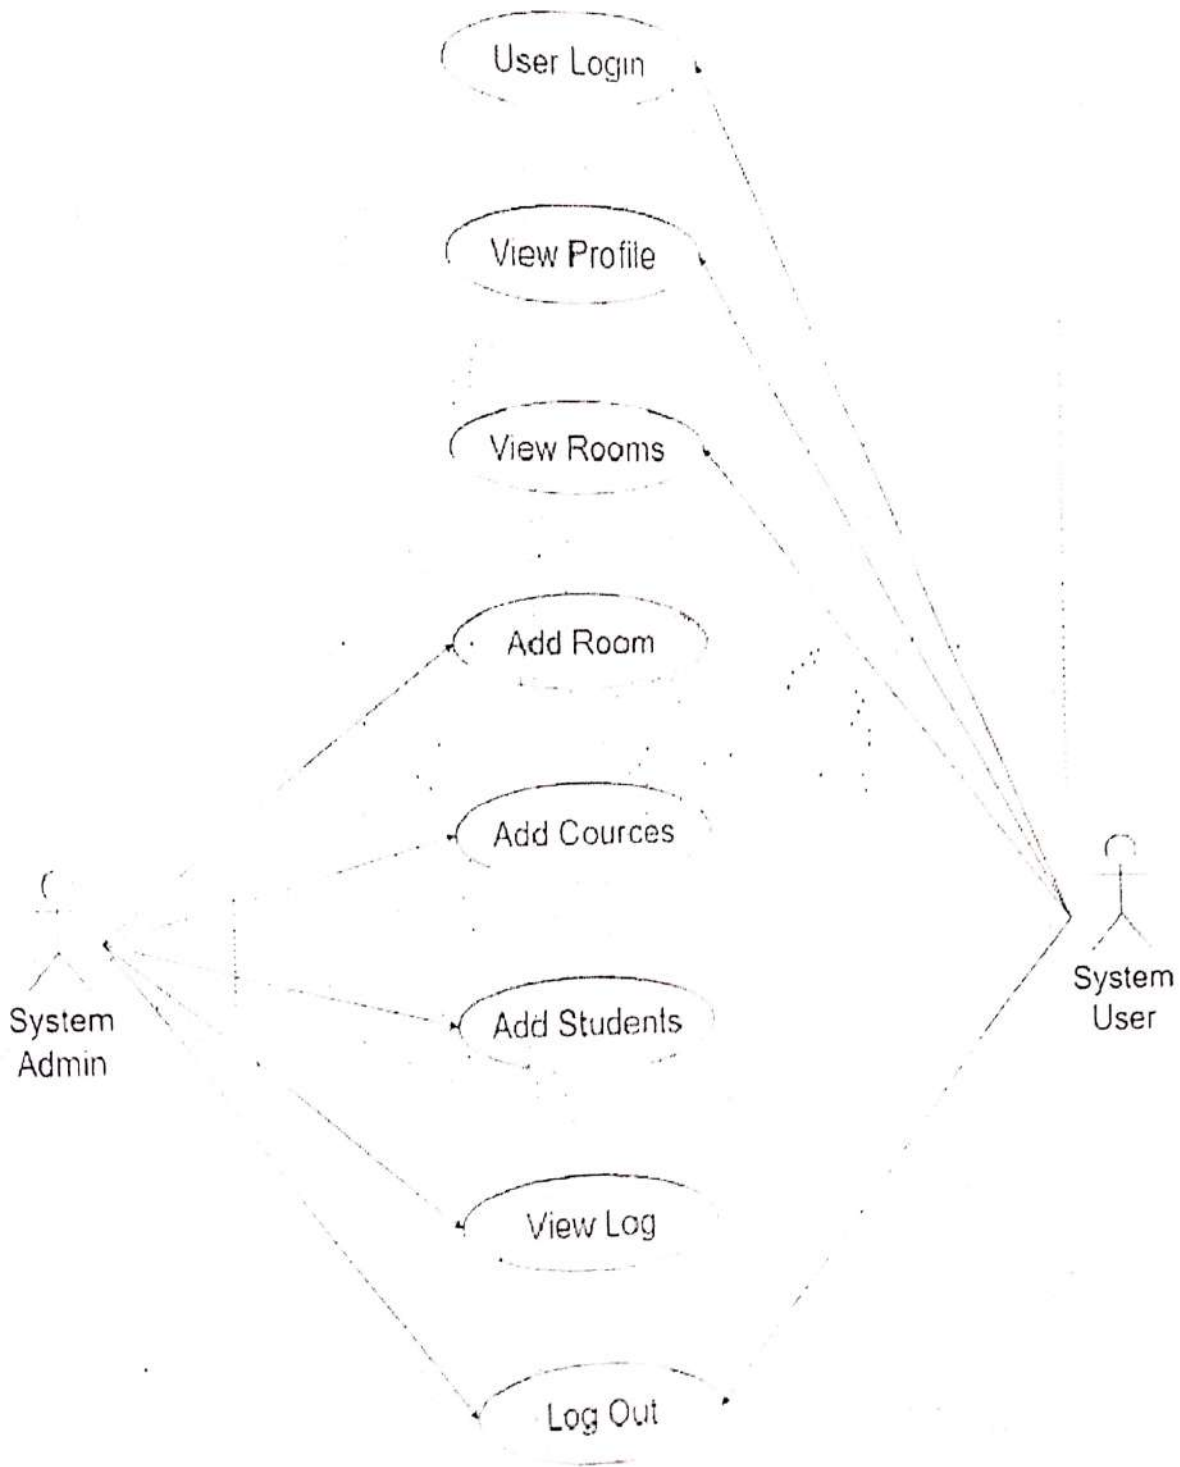 User Login
View Profile
View Rooms
Add Room
Add Cources
Add Students
View Log
Log Out
System
Admin
System
User